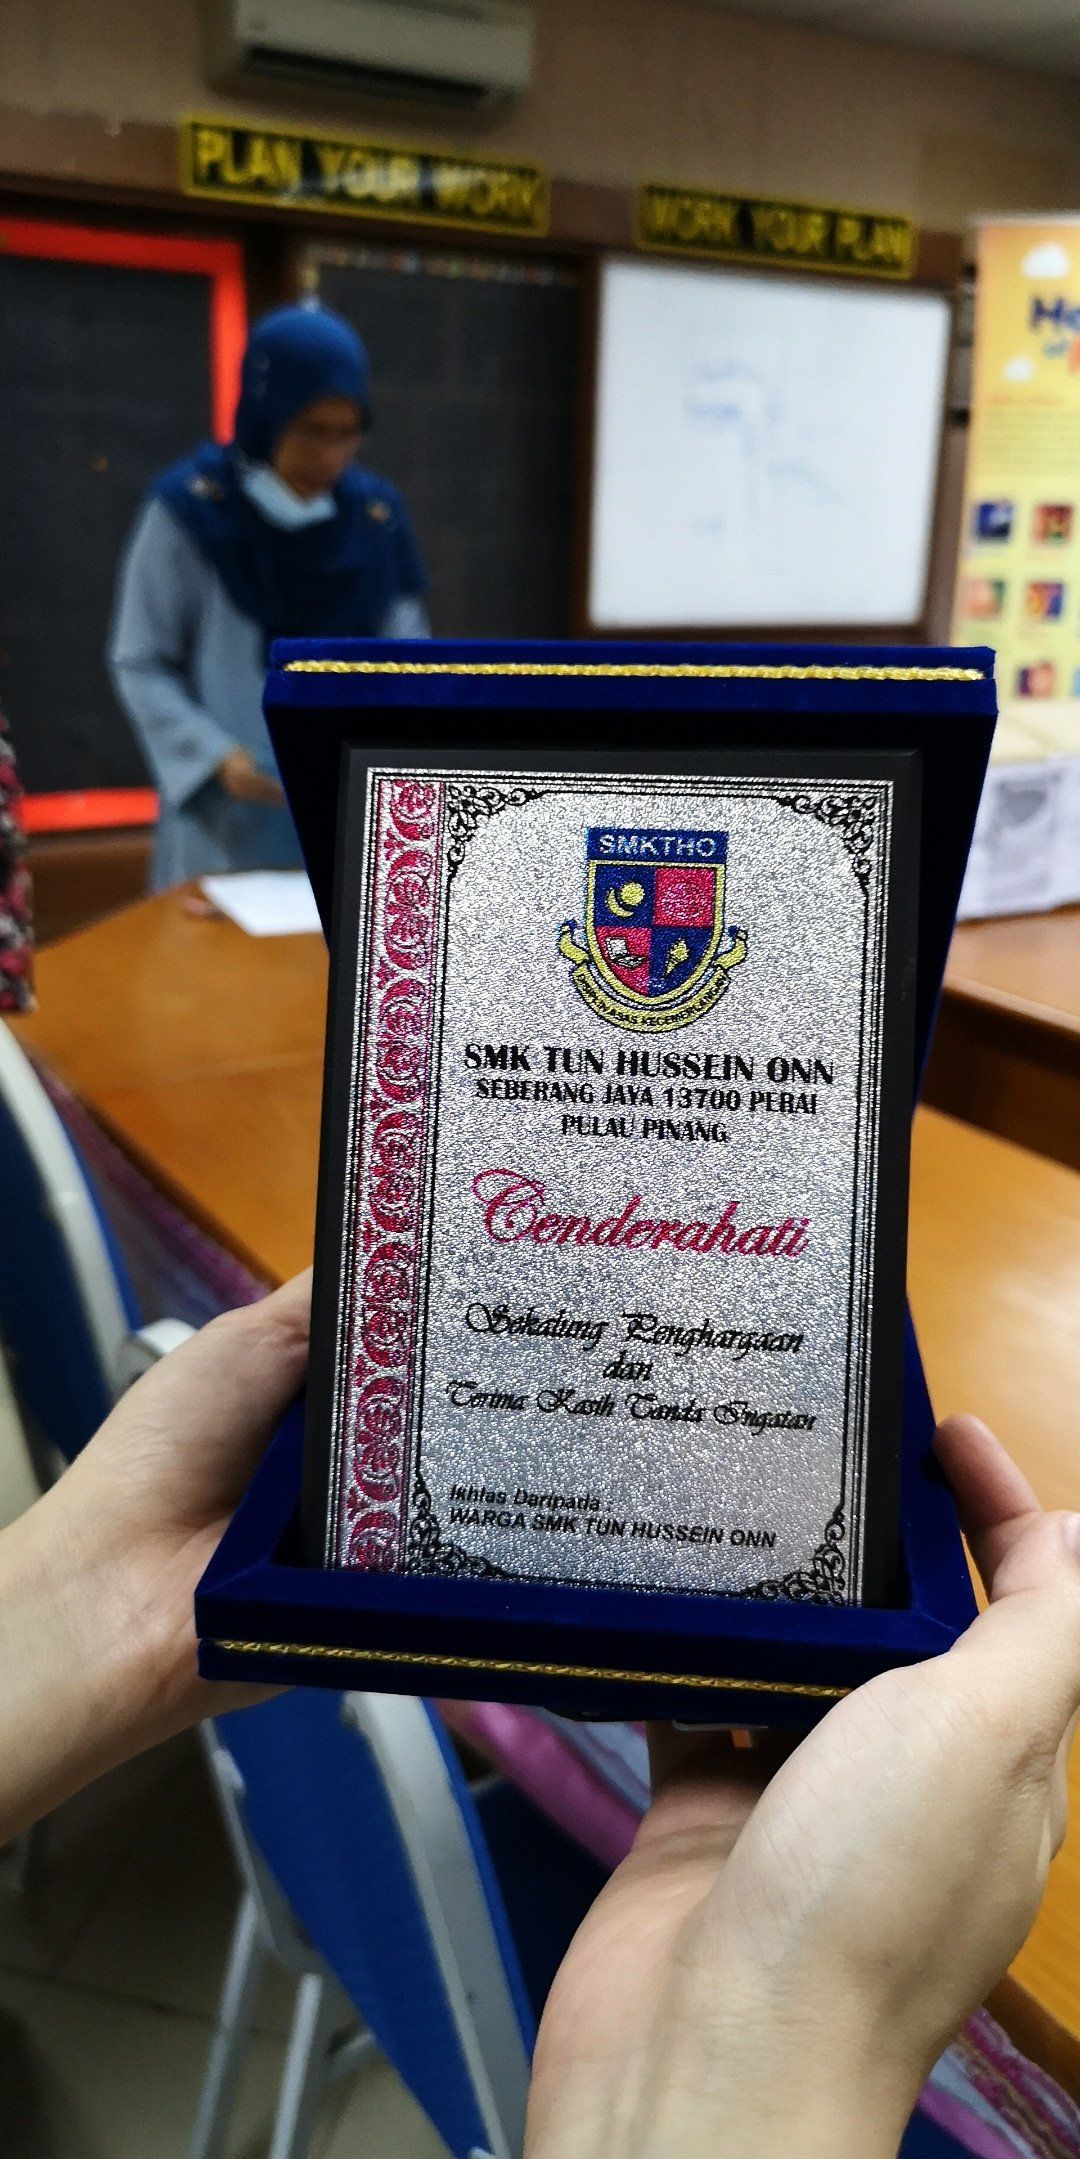 PLAN YOUR WORK
WORK YOUR PLAN
SMKTHO
SMK TUN HUSSEIN ONN
SEBERANG JAYA 13700 PERAI
PULAU PINANG
Cenderahati
Sekalung Penghargaan
dan
Terima Kasih Tanda Ingatan
Ikhlas Daripada :
WARGA SMK TUN HUSSEIN ONN